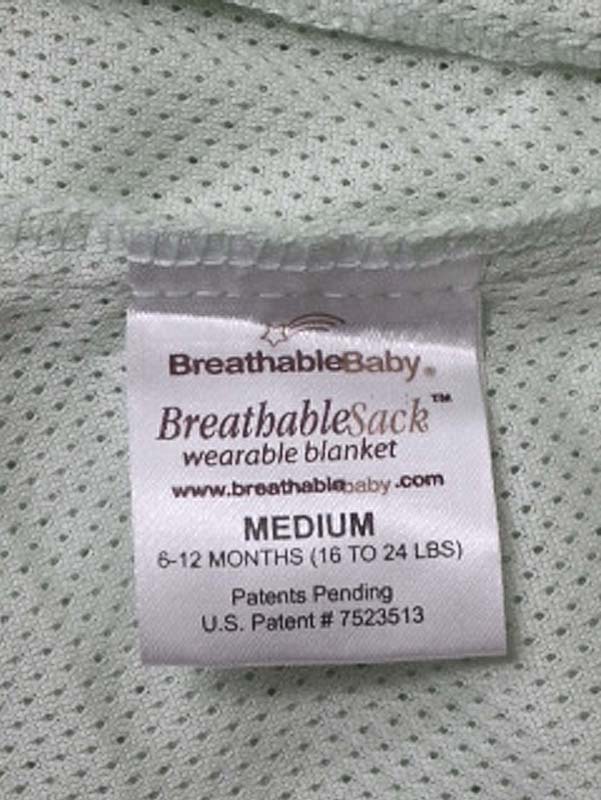 BreathableBaby®
BreathableSack™
wearable blanket
www.breathablebaby.com
MEDIUM
6-12 MONTHS (16 TO 24 LBS)
Patents Pending
U.S. Patent # 7523513